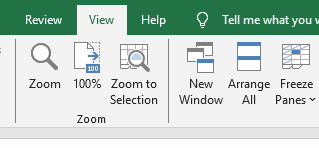 Review View Help Tell me what you w
Zoom 100% Zoom to Selection New Window Arrange All Freeze Panes
100
Zoom